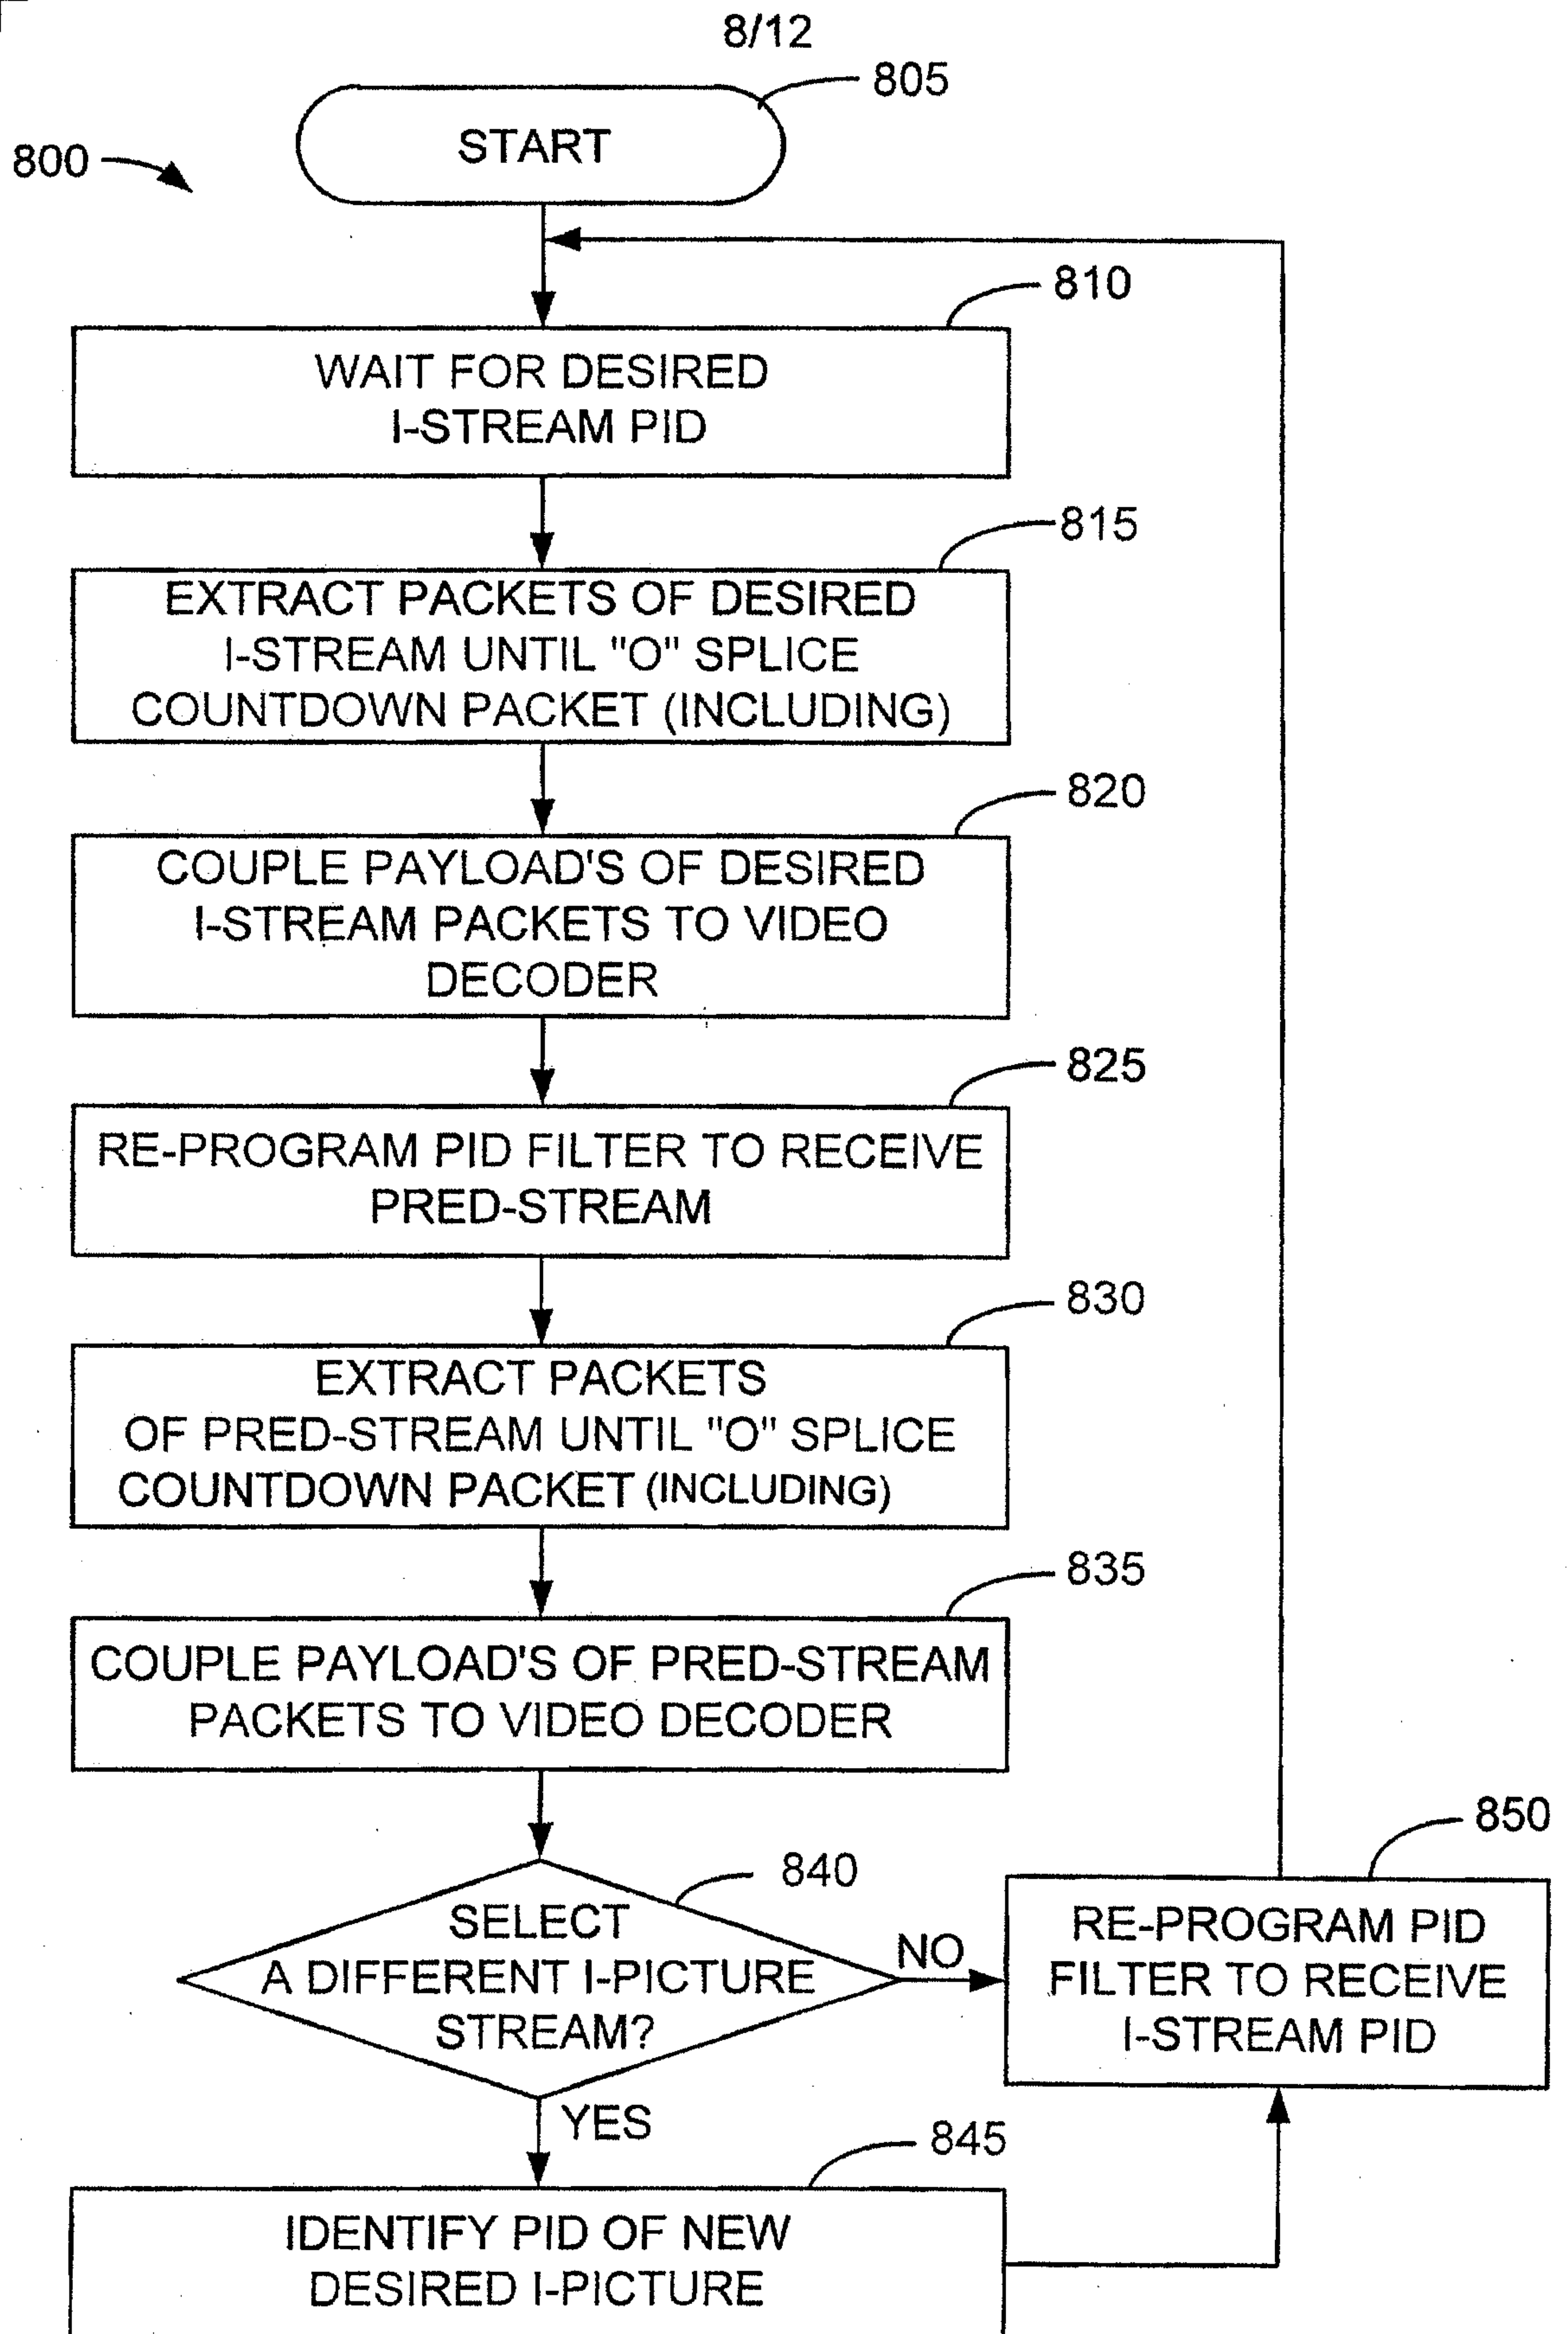 8/12
805
START
800
810
WAIT FOR DESIRED
I-STREAM PID
815
EXTRACT PACKETS OF DESIRED
I-STREAM UNTIL "O" SPLICE
COUNTDOWN PACKET (INCLUDING)
820
COUPLE PAYLOAD'S OF DESIRED
I-STREAM PACKETS TO VIDEO
DECODER
825
RE-PROGRAM PID FILTER TO RECEIVE
PRED-STREAM
830
EXTRACT PACKETS
OF PRED-STREAM UNTIL "O" SPLICE
COUNTDOWN PACKET (INCLUDING)
835
COUPLE PAYLOAD'S OF PRED-STREAM
PACKETS TO VIDEO DECODER
840
SELECT
A DIFFERENT I-PICTURE
STREAM?
NO
850
RE-PROGRAM PID
FILTER TO RECEIVE
I-STREAM PID
YES
845
IDENTIFY PID OF NEW
DESIRED I-PICTURE